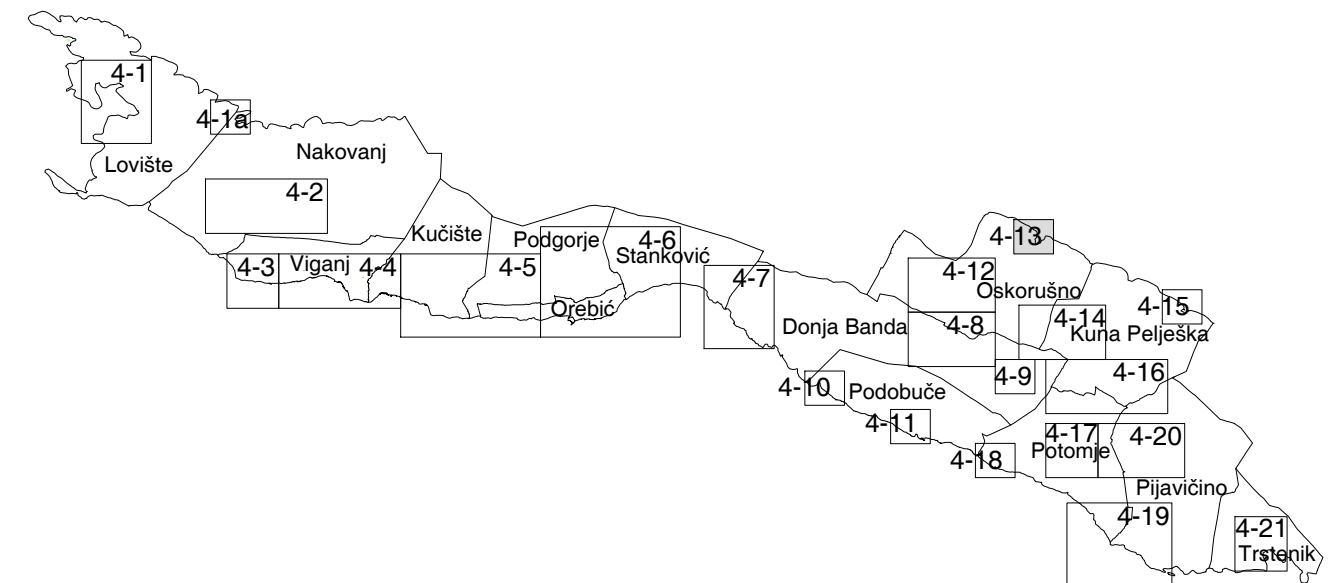 4-1
4-1a
Nakovanj
Lovište
4-2
Kučište
Podgorje
4-6
Stanković
4-13
4-3
Viganj
4-4
4-5
4-7
4-12
Oskorušno
4-15
Orebić
Donja Banda
4-8
4-14
Kuna Pelješka
4-10
Podobuče
4-9
4-16
4-11
4-17
4-20
4-18
Potomje
Pijavičino
4-19
4-21
Trstenik